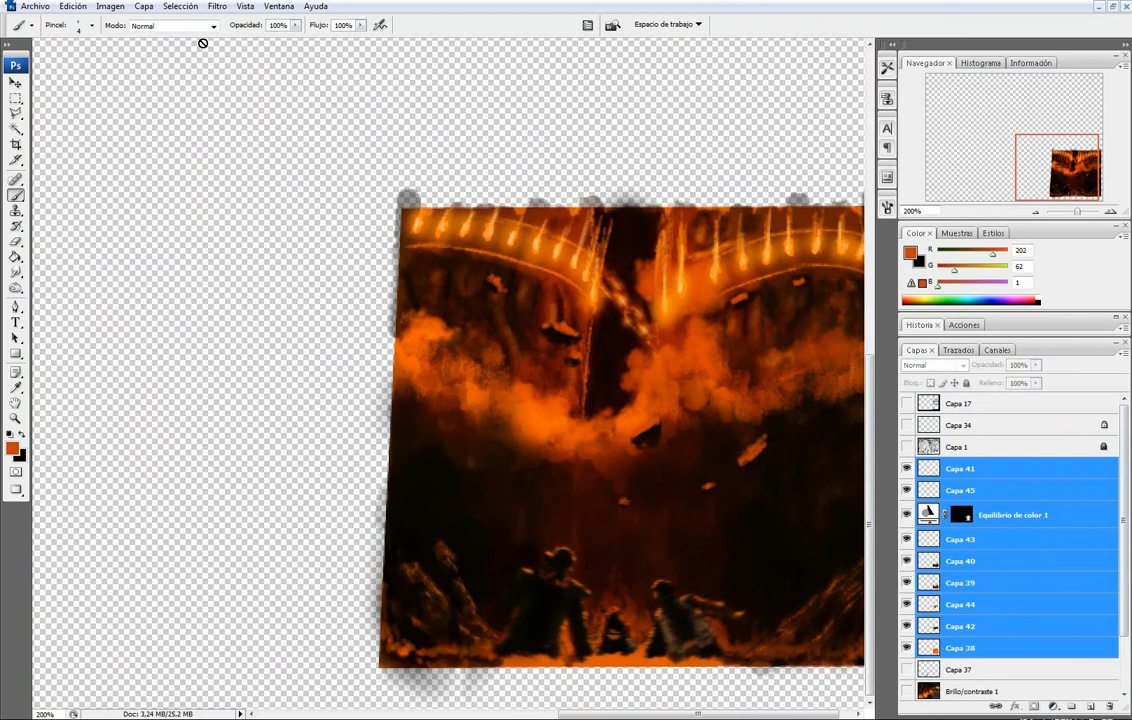 Archivo Edición Imagen Capa Selección Filtro Vista Ventana Ayuda
Pincel: 4 Modo: Normal Opacidad: 100% Flujo: 100% Espacio de trabajo
Ps
Navegador Histograma Información
200%
Color Muestras Estilos
R 202
G 62
B 1
Historia Acciones
Capas Trazados Canales
Normal Opacidad: 100%
Bloq.: Relleno: 100%
Capa 17
Capa 34
Capa 1
Capa 41
Capa 45
Equilibrio de color 1
Capa 43
Capa 40
Capa 39
Capa 44
Capa 42
Capa 38
Capa 37
Brillo/contraste 1
fx
200% Doc: 3,24 MB/25,2 MB